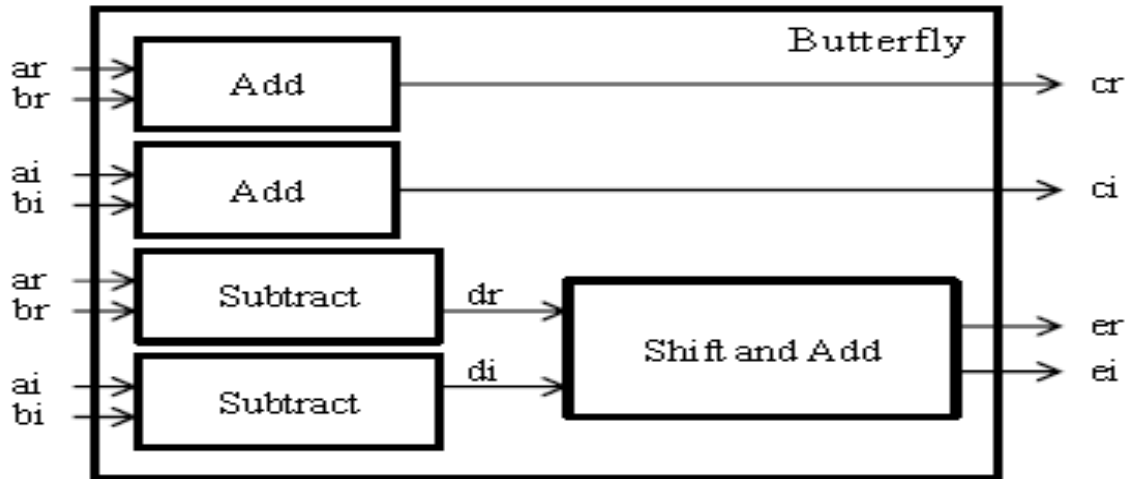 Butterfly
ar
br
Add
cr
ai
bi
Add
ci
ar
br
Subtract
dr
Shift and Add
er
ei
ai
bi
Subtract
di